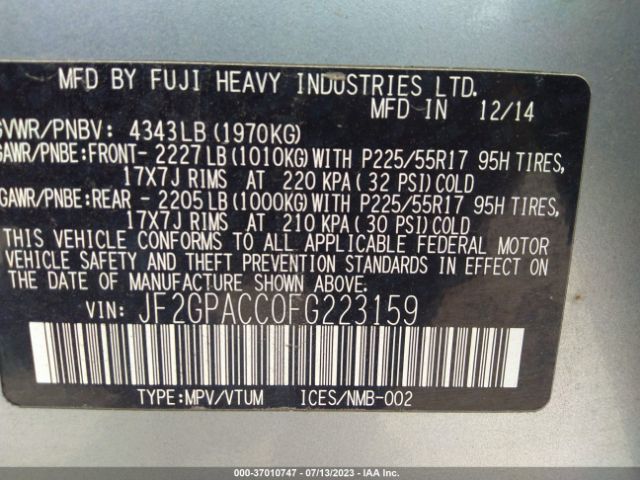 MFD BY FUJI HEAVY INDUSTRIES LTD.
MFD IN 12/14
GVWR/PNBV: 4343LB (1970KG)
GAWR/PNBE:FRONT- 2227LB (1010KG) WITH P225/55R17 95H TIRES,
17X7J RIMS AT 220 KPA (32 PSI) COLD
GAWR/PNBE:REAR - 2205LB (1000KG) WITH P225/55R17 95H TIRES,
17X7J RIMS AT 210 KPA (30 PSI) COLD
THIS VEHICLE CONFORMS TO ALL APPLICABLE FEDERAL MOTOR
VEHICLE SAFETY AND THEFT PREVENTION STANDARDS IN EFFECT ON
THE DATE OF MANUFACTURE SHOWN ABOVE.
VIN: JF2GPACC0FG223159
TYPE:MPV/VTUM ICES/NMB-002
000-37010747 - 07/13/2023 - IAA Inc.